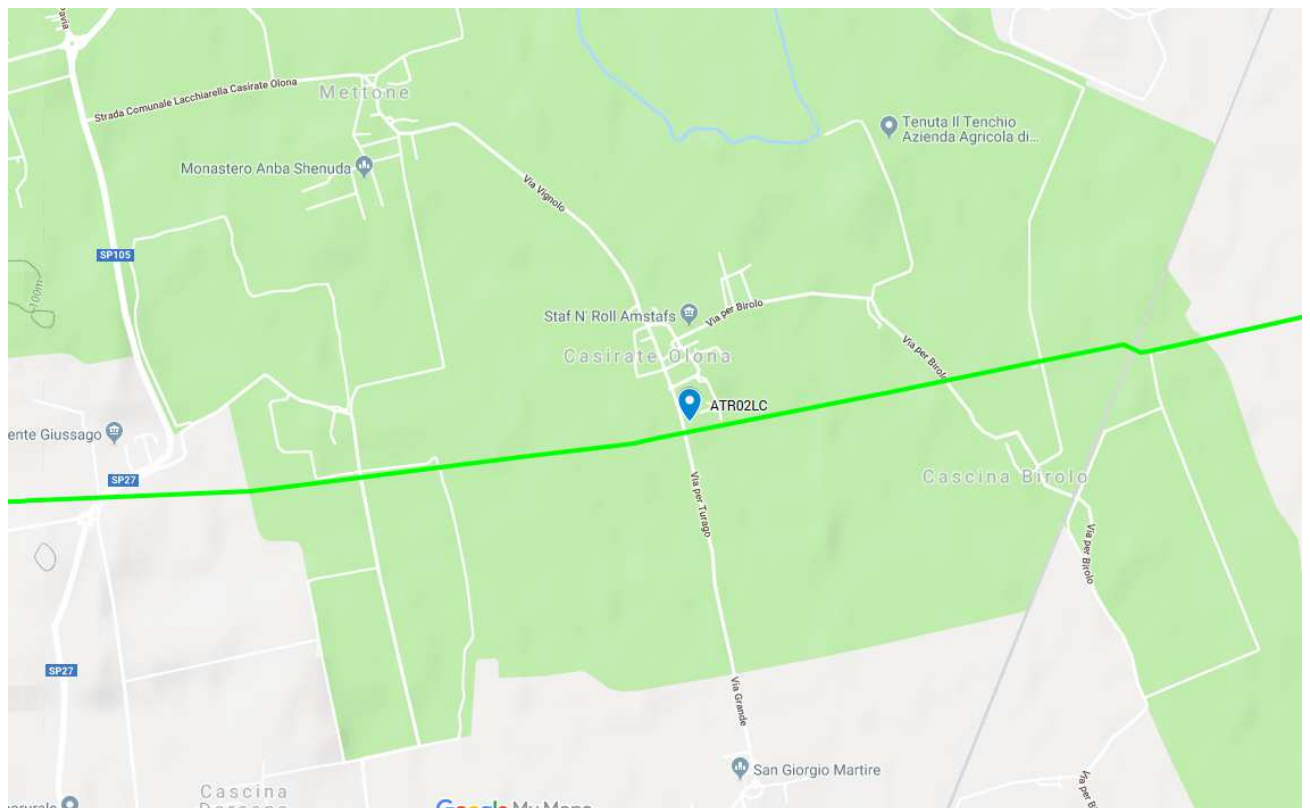 Pavia
Strada Comunale Lacchiarella Casirate Olona
Mettone
Tenuta Il Tenchio
Azienda Agricola di...
Monastero Anba Shenuda
Via Vignolo
SP105
100m
Staf N' Roll Amstafs
Via per Birolo
Casirate Olona
Via per Birolo
ATR02LC
ente Giussago
SP27
Via per Turago
Cascina Birolo
Via per Birolo
SP27
Via Grande
San Giorgio Martire
Cascina
Google My Maps